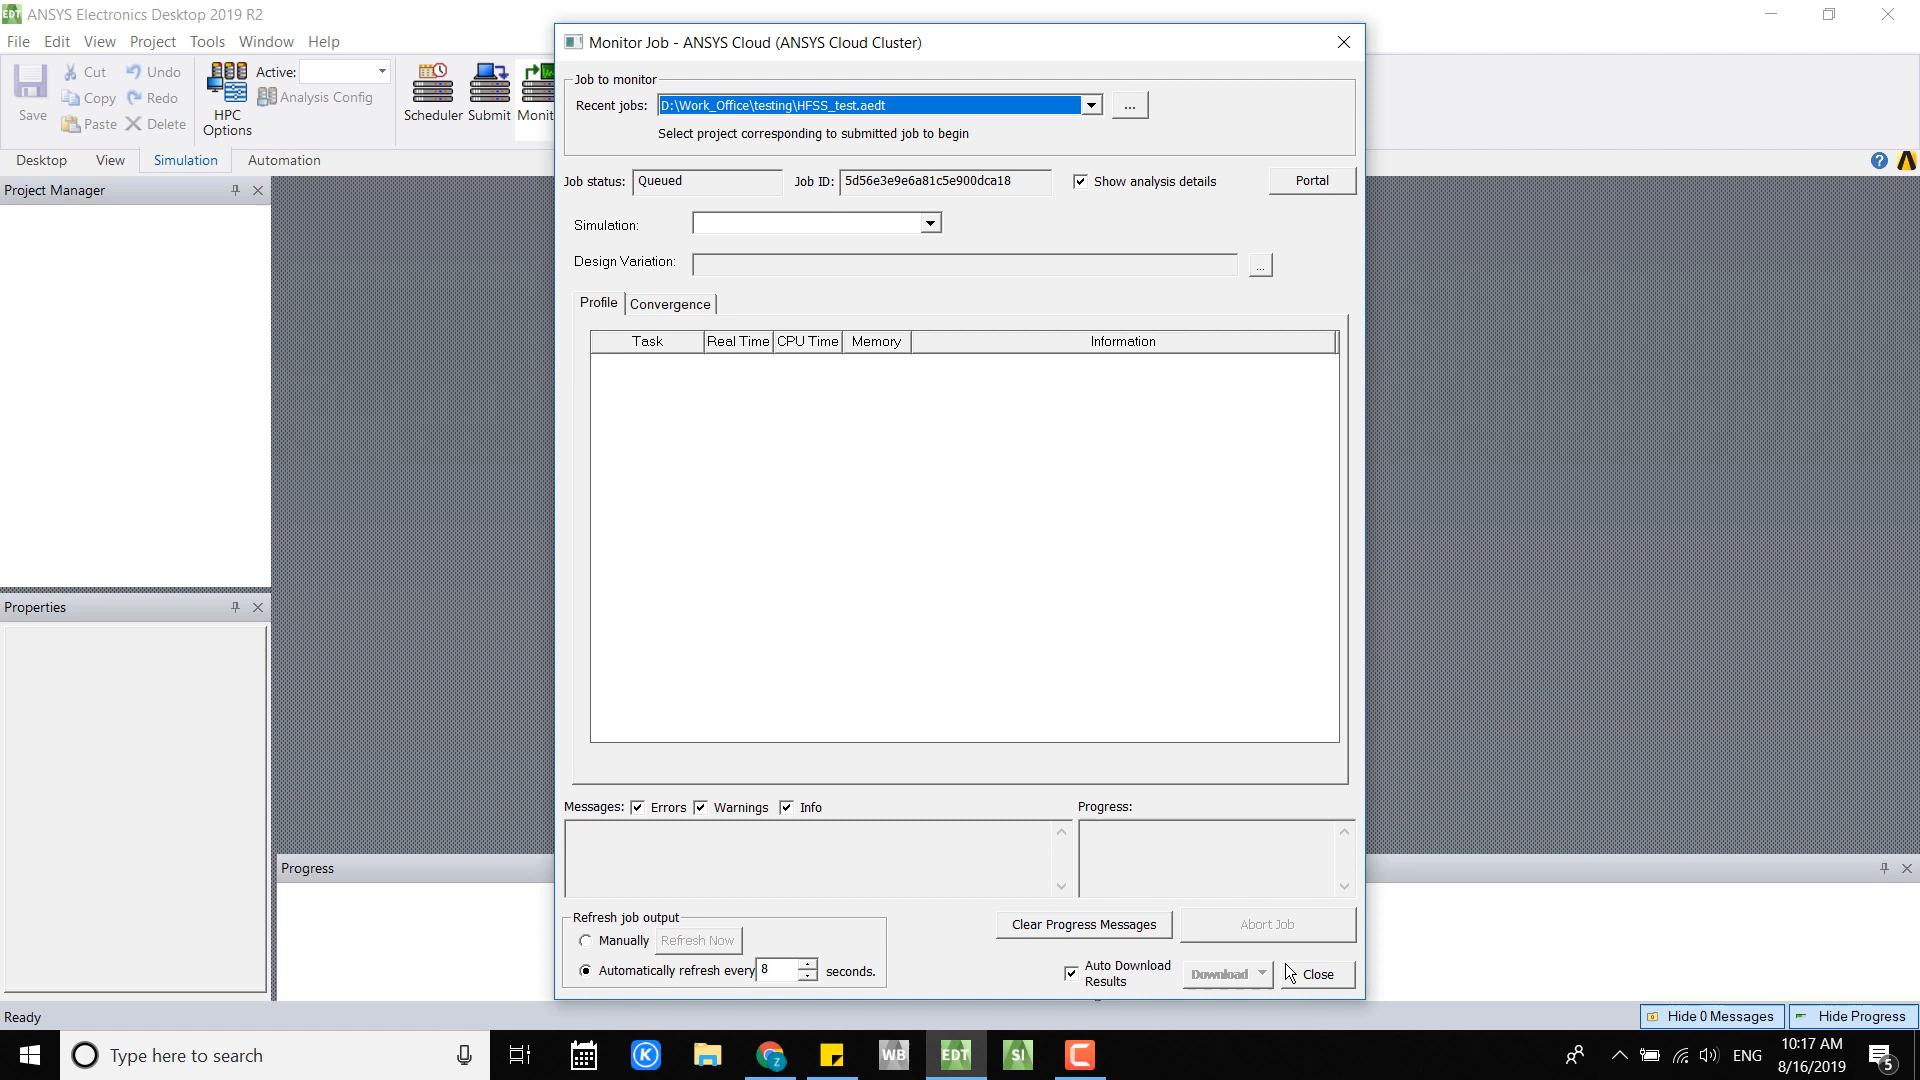 EDT ANSYS Electronics Desktop 2019 R2
File Edit View Project Tools Window Help
Save
Cut
Copy
Paste
Undo
Redo
Delete
HPC
Options
Active:
Analysis Config
Scheduler Submit Monit
Desktop View Simulation Automation
Project Manager
Properties
Progress
Monitor Job - ANSYS Cloud (ANSYS Cloud Cluster)
Job to monitor
Recent jobs: D:\Work_Office\testing\HFSS_test.aedt ...
Select project corresponding to submitted job to begin
Job status: Queued Job ID: 5d56e3e9e6a81c5e900dca18 Show analysis details Portal
Simulation:
Design Variation: ...
Profile Convergence
Task Real Time CPU Time Memory Information
Messages: Errors Warnings Info Progress:
Refresh job output
Manually Refresh Now
Automatically refresh every 8 seconds.
Clear Progress Messages Abort Job
Auto Download
Results
Download Close
Ready
Hide 0 Messages Hide Progress
Type here to search
K
WB
EDT
SI
ENG
10:17 AM
8/16/2019
5